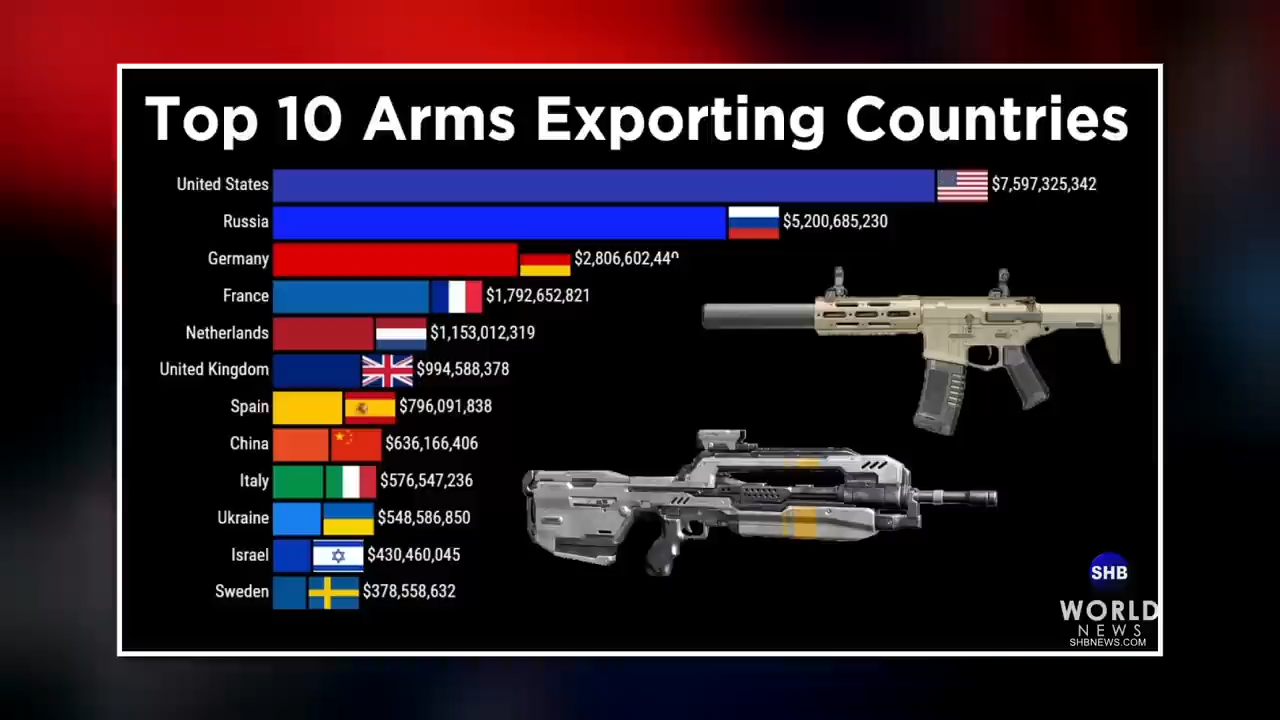 Top 10 Arms Exporting Countries
United States $7,597,325,342
Russia $5,200,685,230
Germany
France $1,792,652,821
Netherlands $1,153,012,319
United Kingdom $994,588,378
Spain $796,091,838
China $636,166,406
Italy $576,547,236
Ukraine $548,586,850
Israel $430,460,045
Sweden $378,558,632
SHB
WORLD
NEWS
SHBNEWS.COM